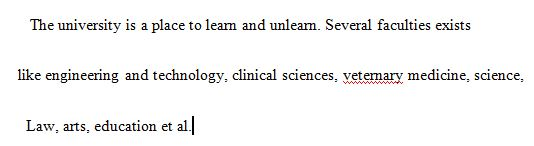 The university is a place to learn and unlearn. Several faculties exists
like engineering and technology, clinical sciences, veternary medicine, science,
Law, arts, education et al.